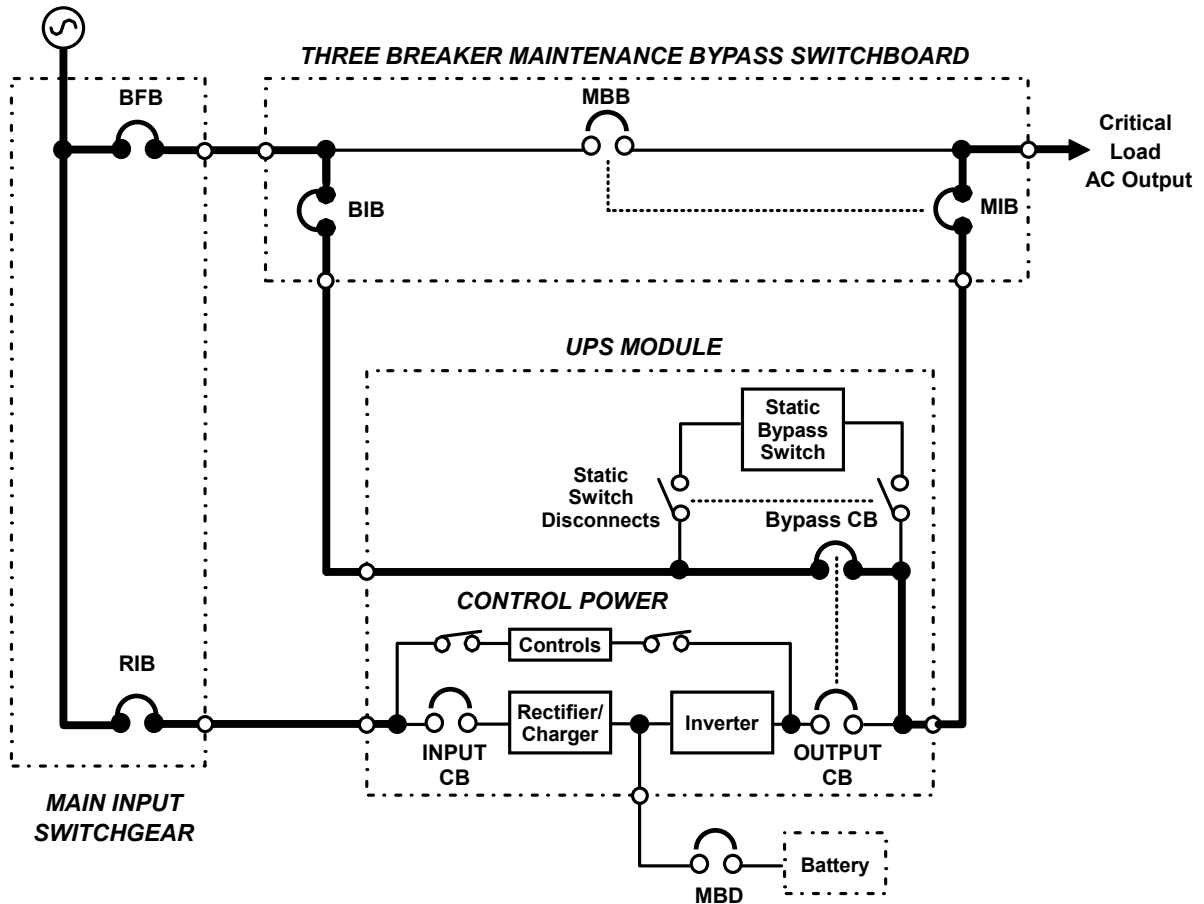 THREE BREAKER MAINTENANCE BYPASS SWITCHBOARD
BFB
MBB
Critical
Load
AC Output
BIB
MIB
UPS MODULE
Static
Bypass
Switch
Static
Switch
Disconnects
Bypass CB
CONTROL POWER
Controls
RIB
Rectifier/
Charger
Inverter
INPUT
CB
OUTPUT
CB
MAIN INPUT
SWITCHGEAR
Battery
MBD